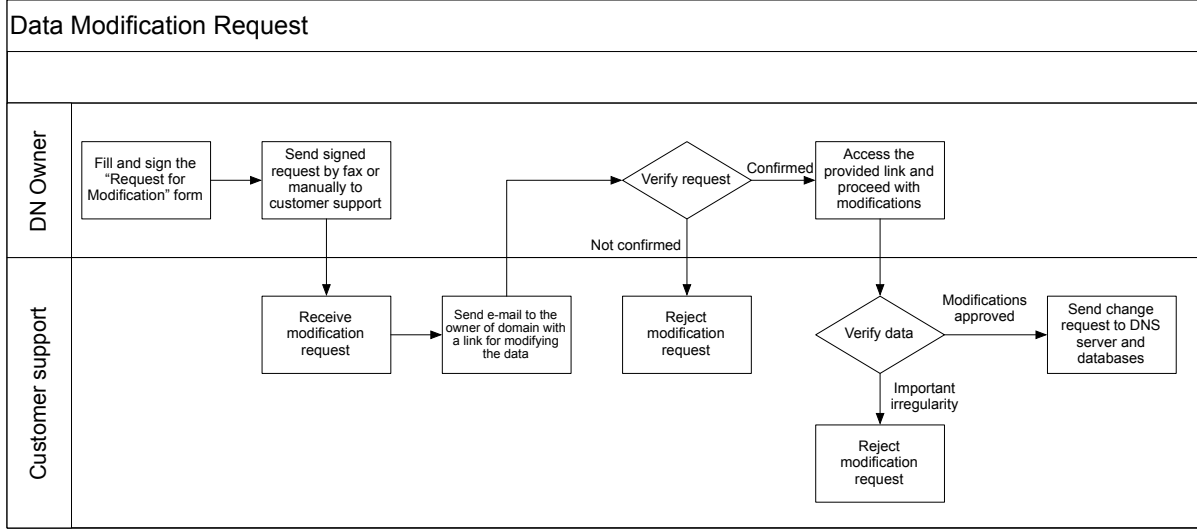 Data Modification Request
DN Owner
Fill and sign the
“Request for
Modification” form
Send signed
request by fax or
manually to
customer support
Verify request
Confirmed
Not confirmed
Access the
provided link and
proceed with
modifications
Customer support
Receive
modification
request
Send e-mail to the
owner of domain with
a link for modifying
the data
Reject
modification
request
Verify data
Modifications
approved
Send change
request to DNS
server and
databases
Important
irregularity
Reject
modification
request